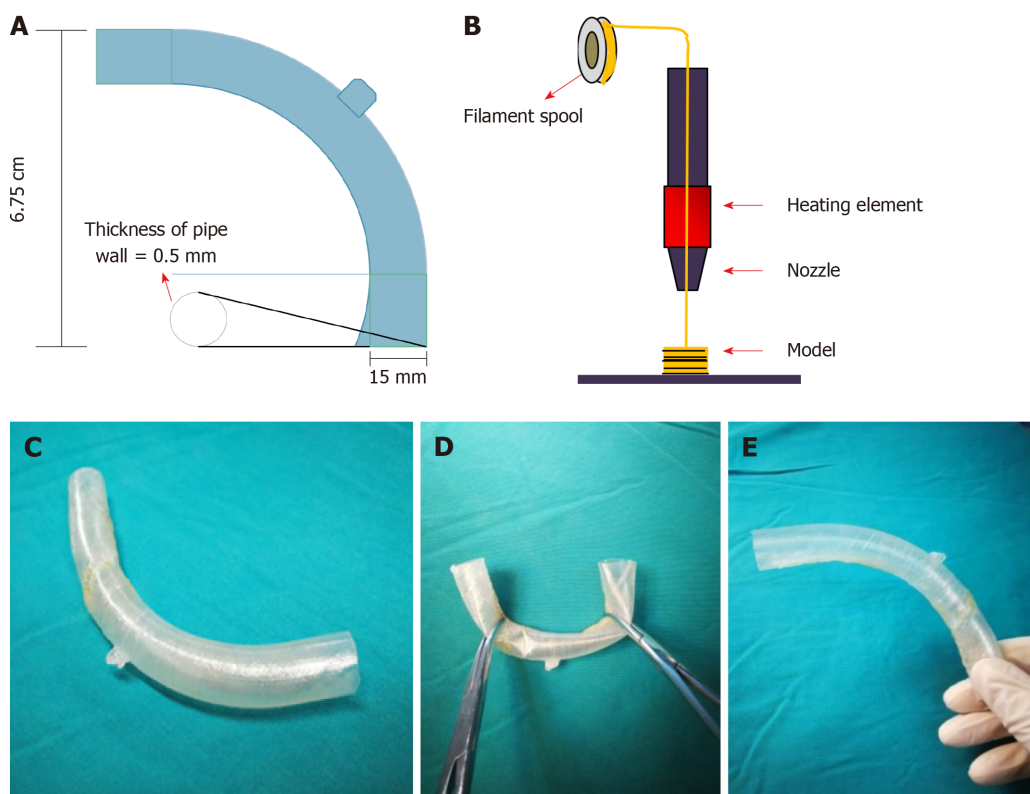 A
6.75 cm
Thickness of pipe
wall = 0.5 mm
15 mm
B
Filament spool
Heating element
Nozzle
Model
C
D
E